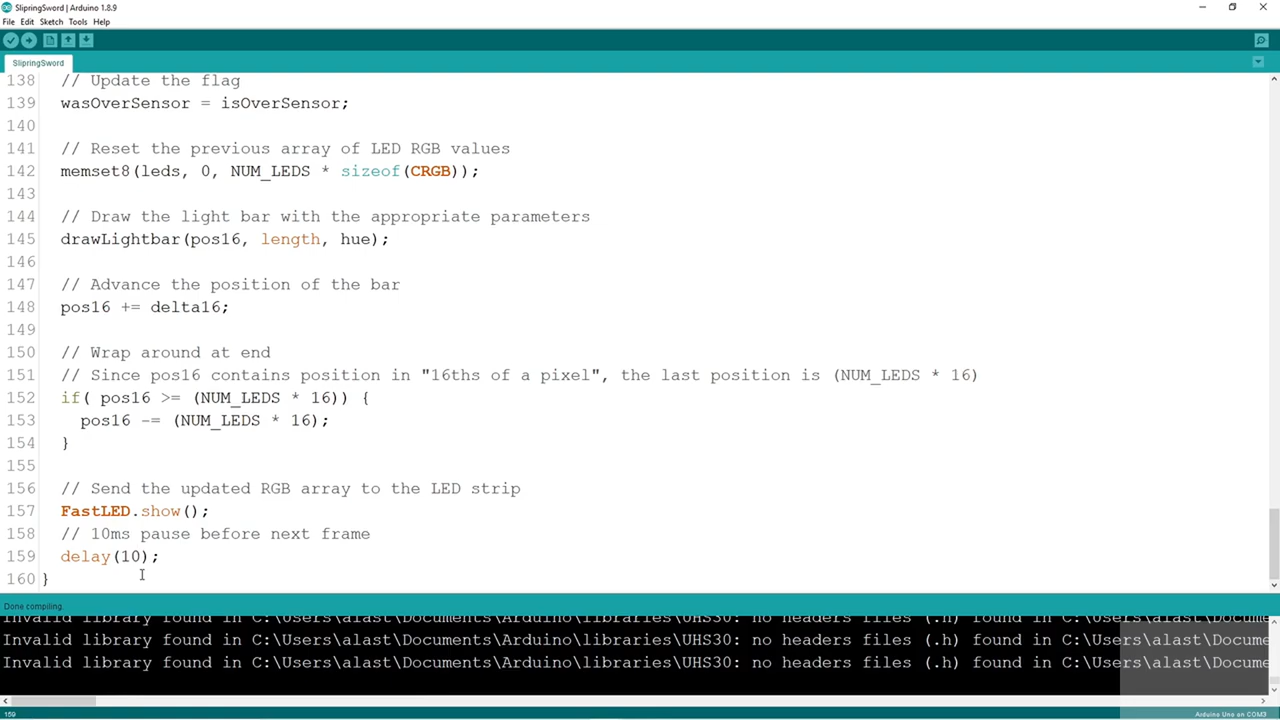 SlipringSword | Arduino 1.8.9
File Edit Sketch Tools Help
SlipringSword
138 // Update the flag
139 wasOverSensor = isOverSensor;
140
141 // Reset the previous array of LED RGB values
142 memset8(leds, 0, NUM_LEDS * sizeof(CRGB));
143
144 // Draw the light bar with the appropriate parameters
145 drawLightbar(pos16, length, hue);
146
147 // Advance the position of the bar
148 pos16 += delta16;
149
150 // Wrap around at end
151 // Since pos16 contains position in "16ths of a pixel", the last position is (NUM_LEDS * 16)
152 if( pos16 >= (NUM_LEDS * 16)) {
153 pos16 -= (NUM_LEDS * 16);
154 }
155
156 // Send the updated RGB array to the LED strip
157 FastLED.show();
158 // 10ms pause before next frame
159 delay(10);
160 }
Done compiling.
Invalid library found in C:\Users\alast\Documents\Arduino\libraries\UHS30: no headers files (.h) found in C:\Users\alast\Docume
Invalid library found in C:\Users\alast\Documents\Arduino\libraries\UHS30: no headers files (.h) found in C:\Users\alast\Docume
Invalid library found in C:\Users\alast\Documents\Arduino\libraries\UHS30: no headers files (.h) found in C:\Users\alast\Docume
159 Arduino Uno on COM3